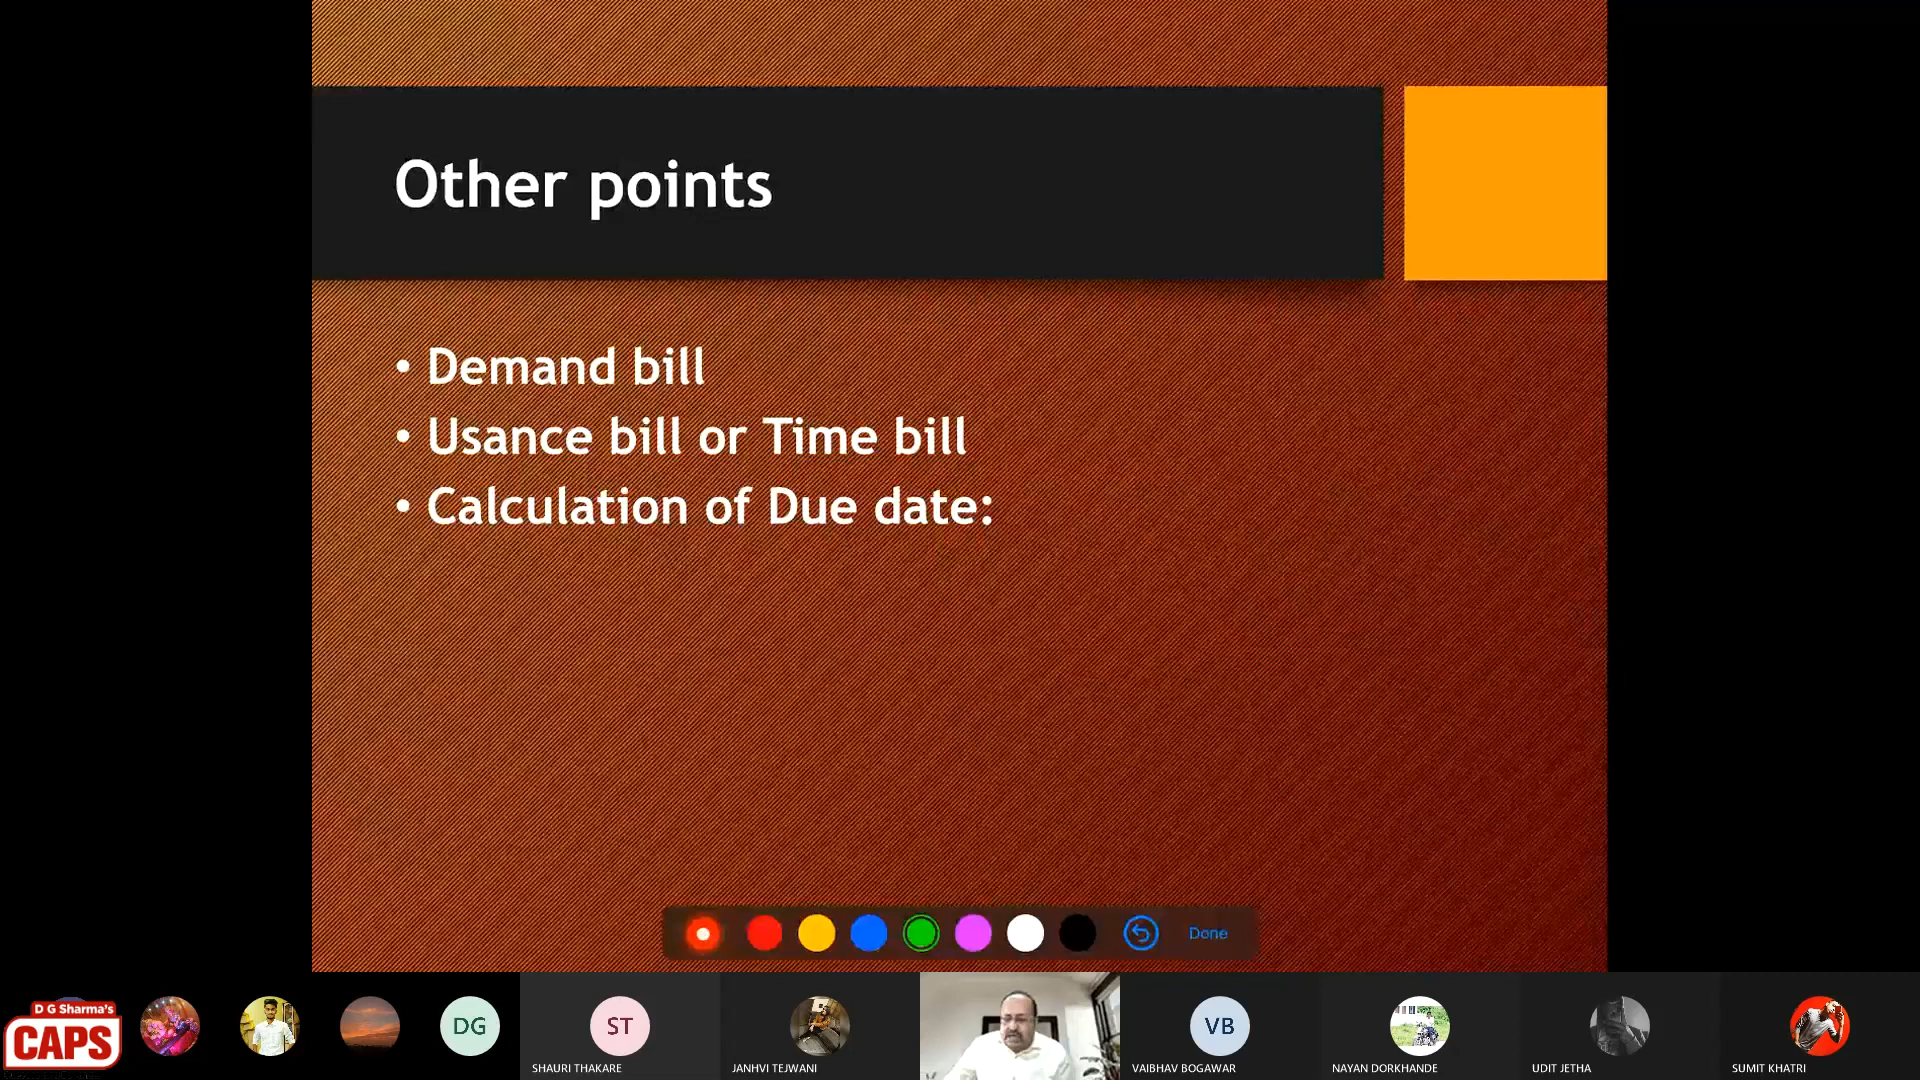 Other points
• Demand bill
• Usance bill or Time bill
• Calculation of Due date:
Done
D G Sharma's
CAPS
DG
ST
VB
SHAURI THAKARE
JANHVI TEJWANI
VAIBHAV BOGAWAR
NAYAN DORKHANDE
UDIT JETHA
SUMIT KHATRI